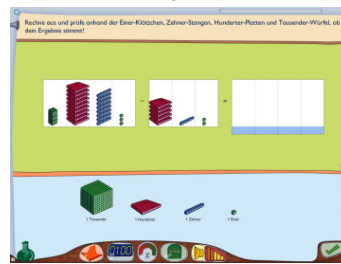 Rechne aus und prüfe anhand der Einer-Klötzchen, Zehner-Stangen, Hunderter-Platten und Tausender-Würfel, ob
dein Ergebnis stimmt!
- =
1 Tausender 1 Hunderter 1 Zehner 1 Einer